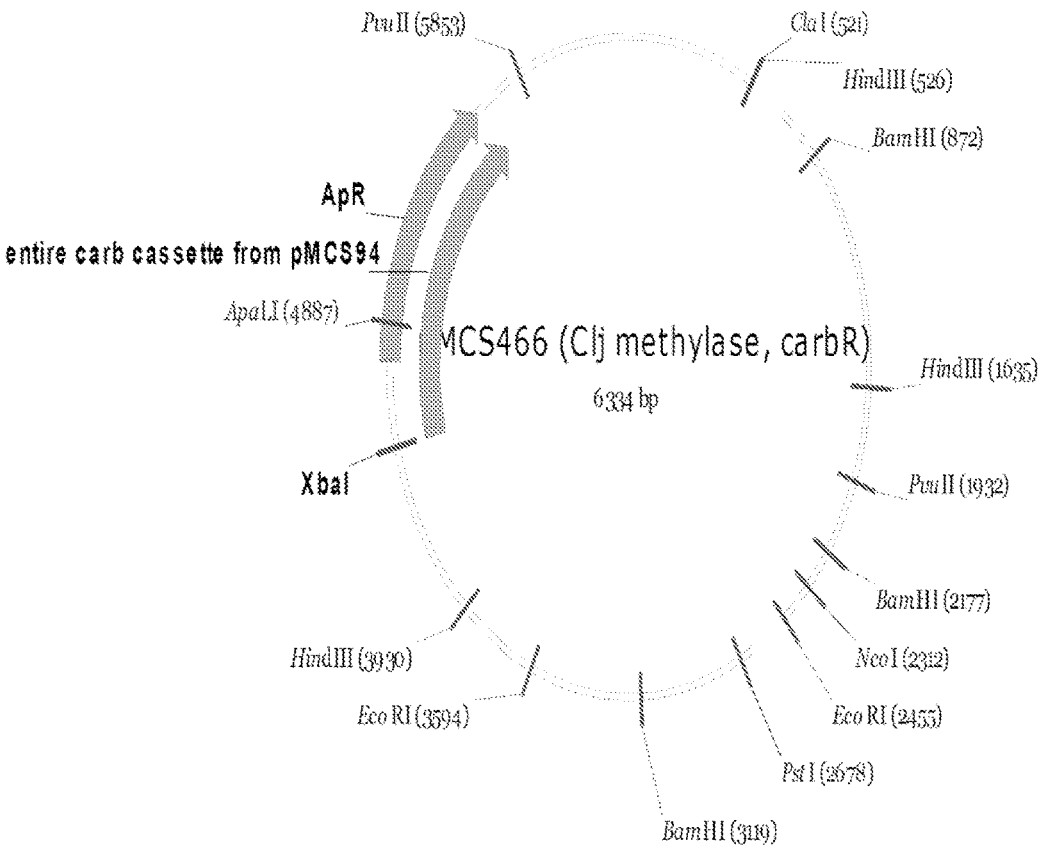 PvuII (5853)
ClaI (521)
HindIII (526)
BamHI (872)
ApR
entire carb cassette from pMCS94
ApaLI (4887)
MCS466 (Clj methylase, carbR)
6334 bp
HindIII (1635)
XbaI
PvuII (1932)
BamHI (2177)
HindIII (3930)
NcoI (2312)
EcoRI (3594)
EcoRI (2455)
PstI (2678)
BamHI (3119)